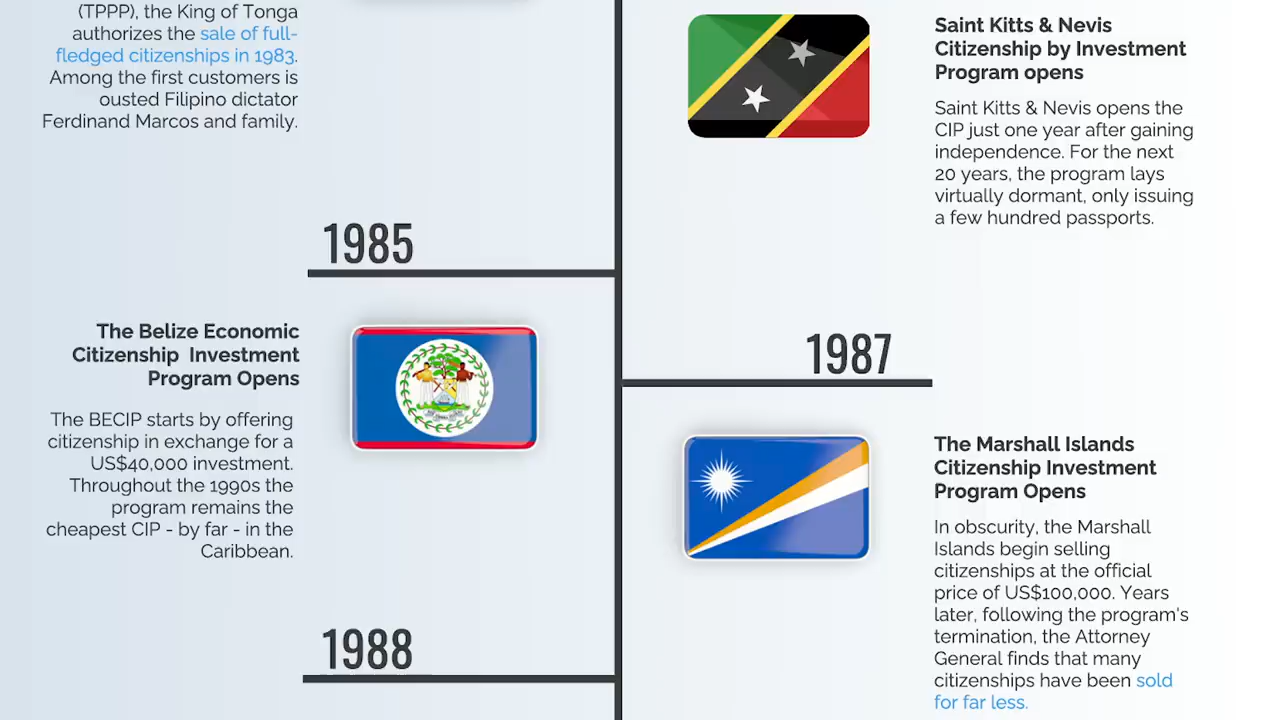 (TPPP), the King of Tonga
authorizes the sale of full-
fledged citizenships in 1983.
Among the first customers is
ousted Filipino dictator
Ferdinand Marcos and family.
Saint Kitts & Nevis
Citizenship by Investment
Program opens
Saint Kitts & Nevis opens the
CIP just one year after gaining
independence. For the next
20 years, the program lays
virtually dormant, only issuing
a few hundred passports.
1985
The Belize Economic
Citizenship Investment
Program Opens
The BECIP starts by offering
citizenship in exchange for a
US$40,000 investment.
Throughout the 1990s the
program remains the
cheapest CIP - by far - in the
Caribbean.
1987
The Marshall Islands
Citizenship Investment
Program Opens
In obscurity, the Marshall
Islands begin selling
citizenships at the official
price of US$100,000. Years
later, following the program's
termination, the Attorney
General finds that many
citizenships have been sold
for far less.
1988